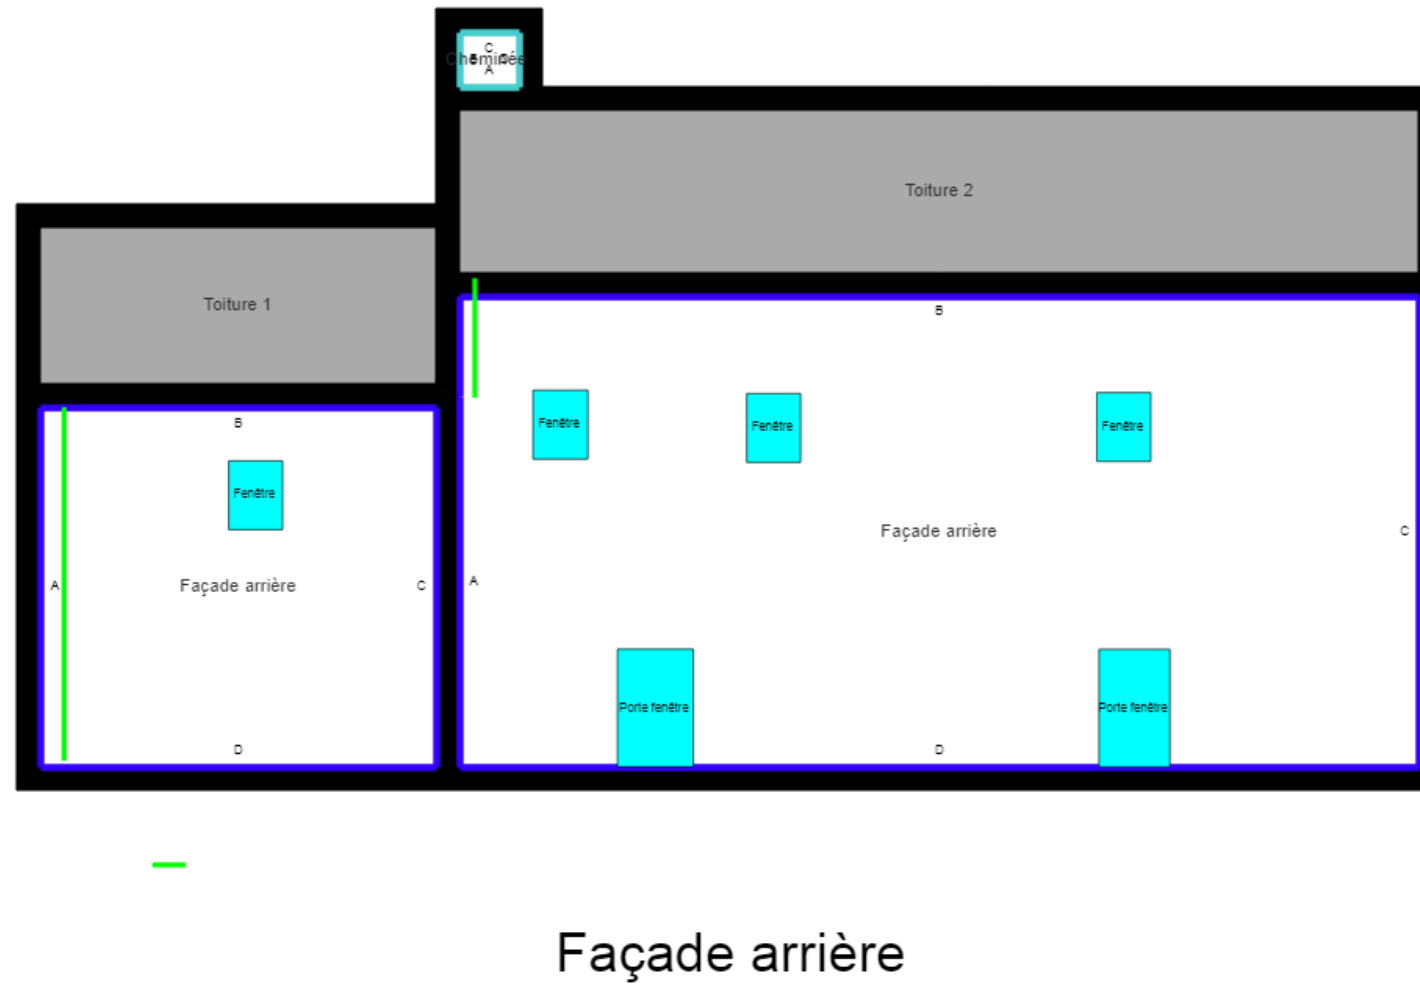 C
Cheminée
B
D
A
Toiture 2
Toiture 1
B
B
Fenêtre
Fenêtre
Fenêtre
Fenêtre
Façade arrière
C
A
Façade arrière
C
A
Porte fenêtre
Porte fenêtre
D
D
Façade arrière